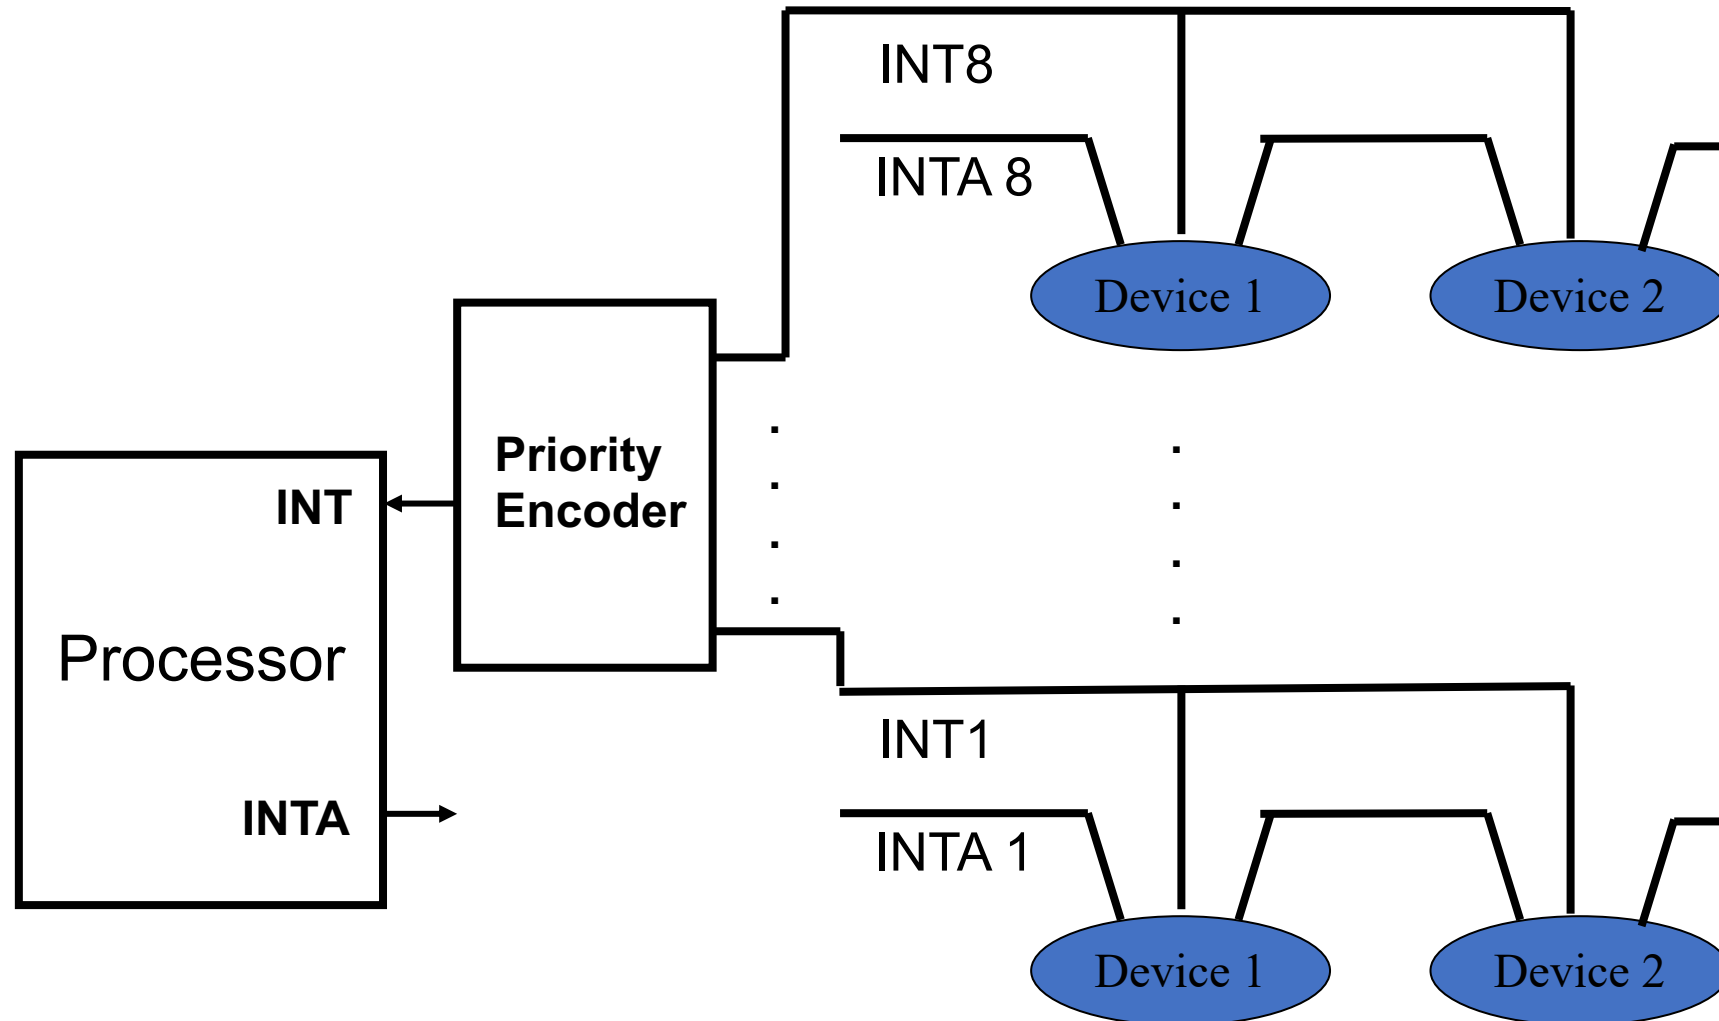 INT8
INTA 8
Device 1
Device 2
Priority
Encoder
INT
Processor
INT1
INTA
INTA 1
Device 1
Device 2